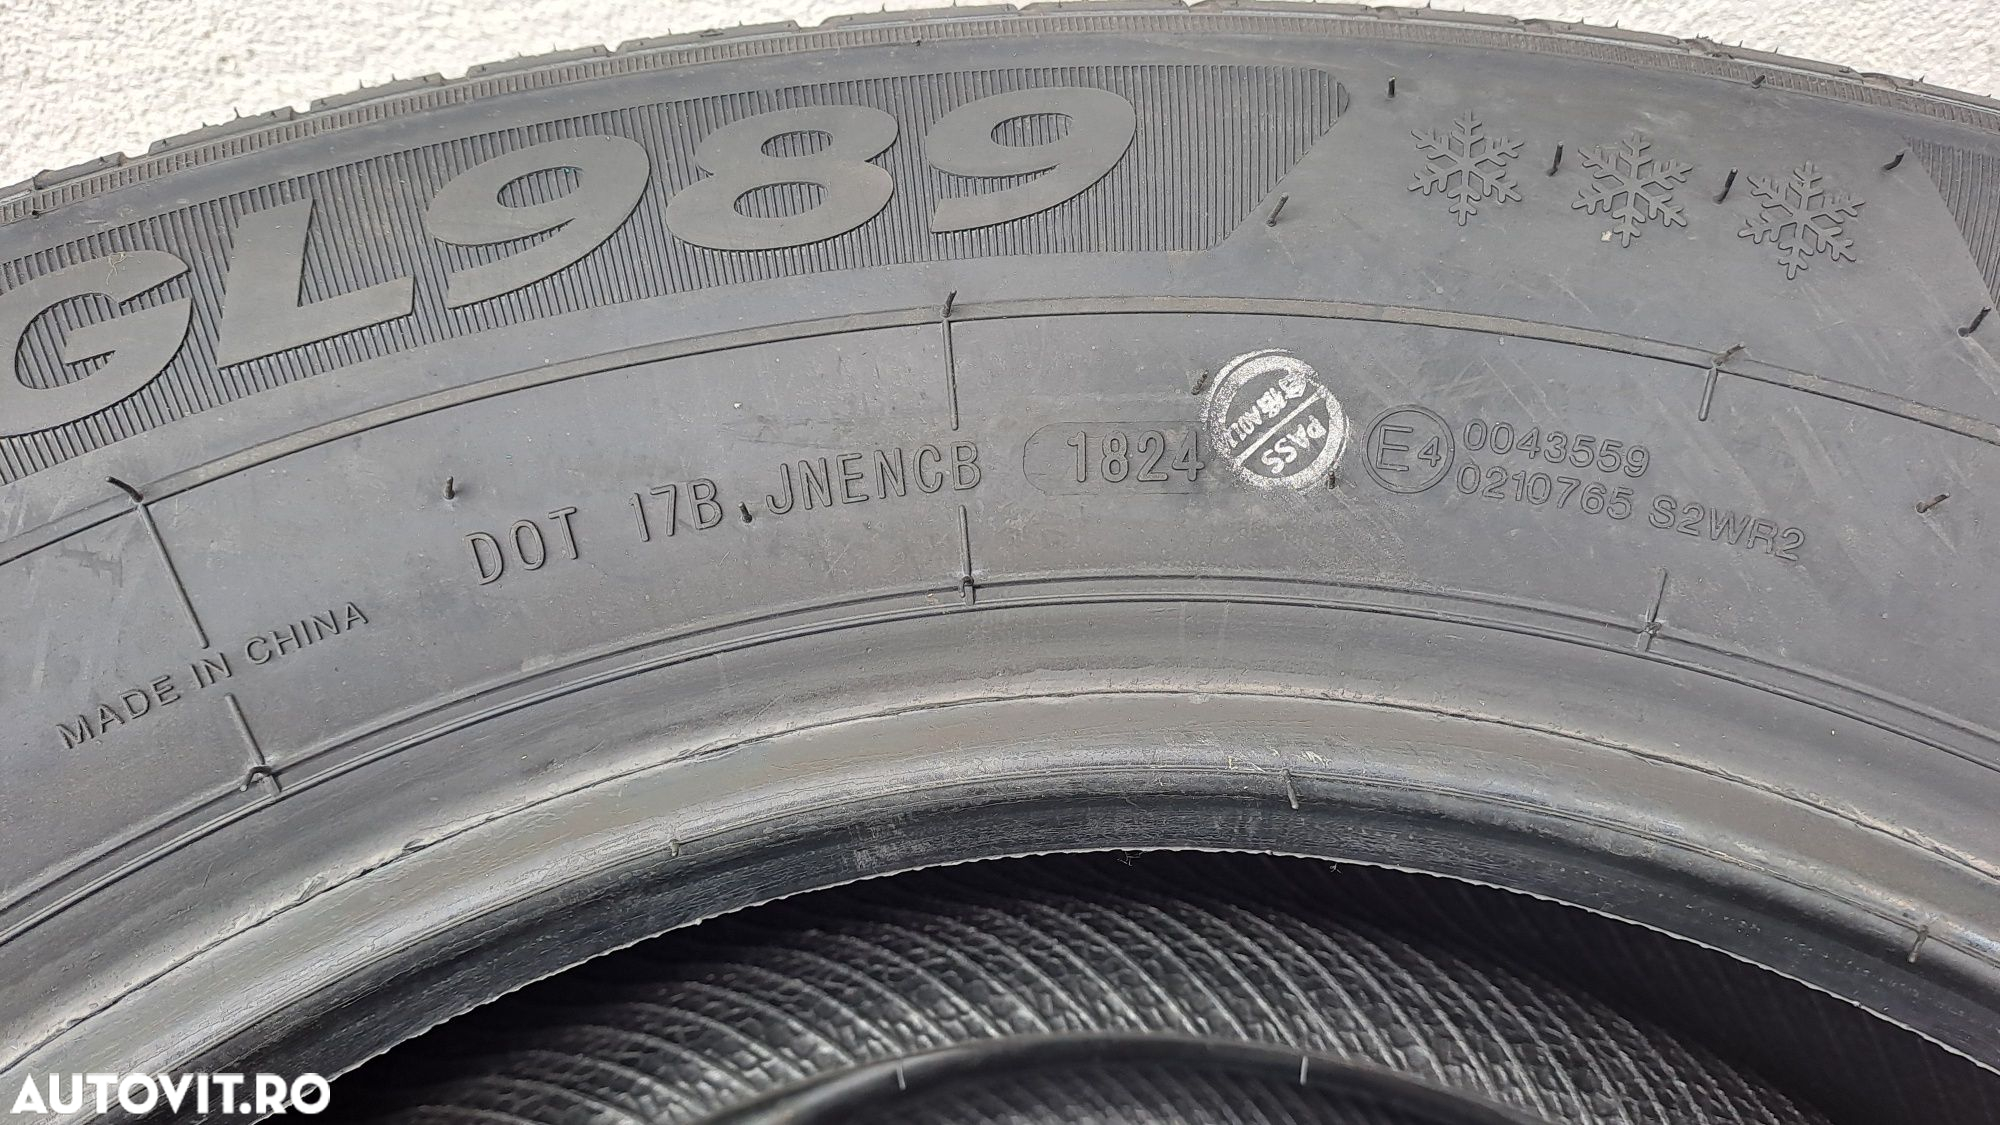 GL989
DOT 17B JNENCB 1824
PASS
E4 0043559
0210765 S2WR2
MADE IN CHINA
AUTOVIT.RO